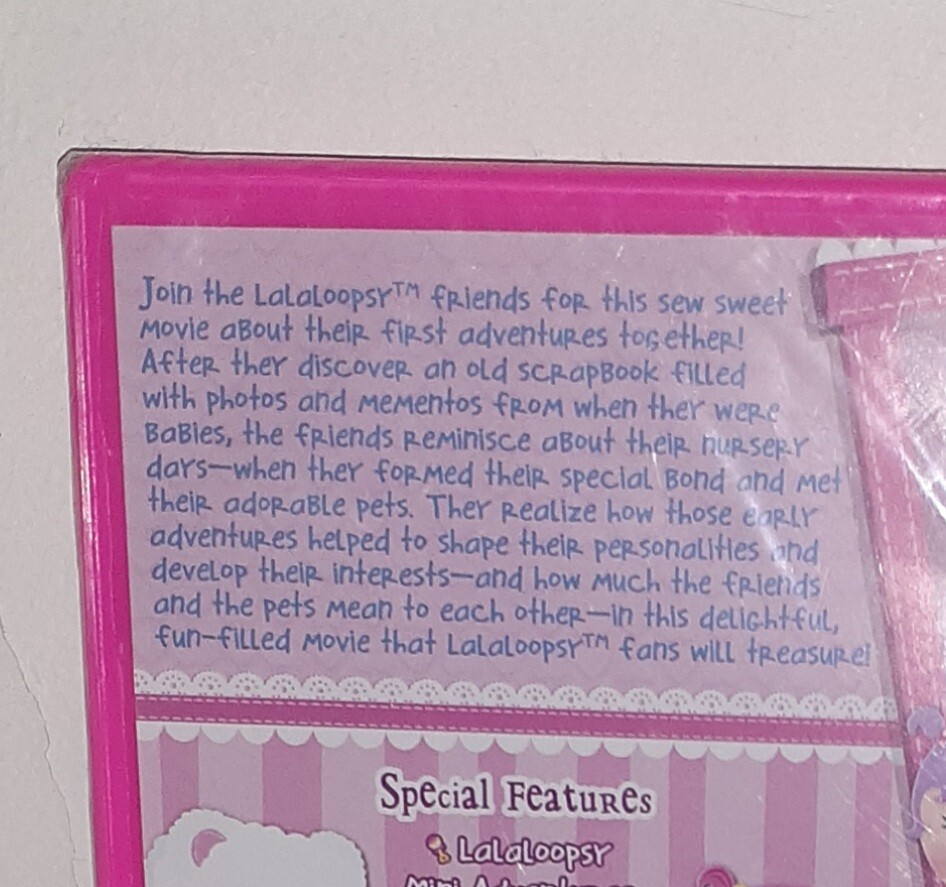 Join the Lalaloopsy™ friends for this sew sweet
movie about their first adventures together!
After they discover an old scrapbook filled
with photos and mementos from when they were
babies, the friends reminisce about their nursery
days—when they formed their special bond and met
their adorable pets. They realize how those early
adventures helped to shape their personalities and
develop their interests—and how much the friends
and the pets mean to each other—in this delightful,
fun-filled movie that Lalaloopsy™ fans will treasure!
Special Features
Lalaloopsy